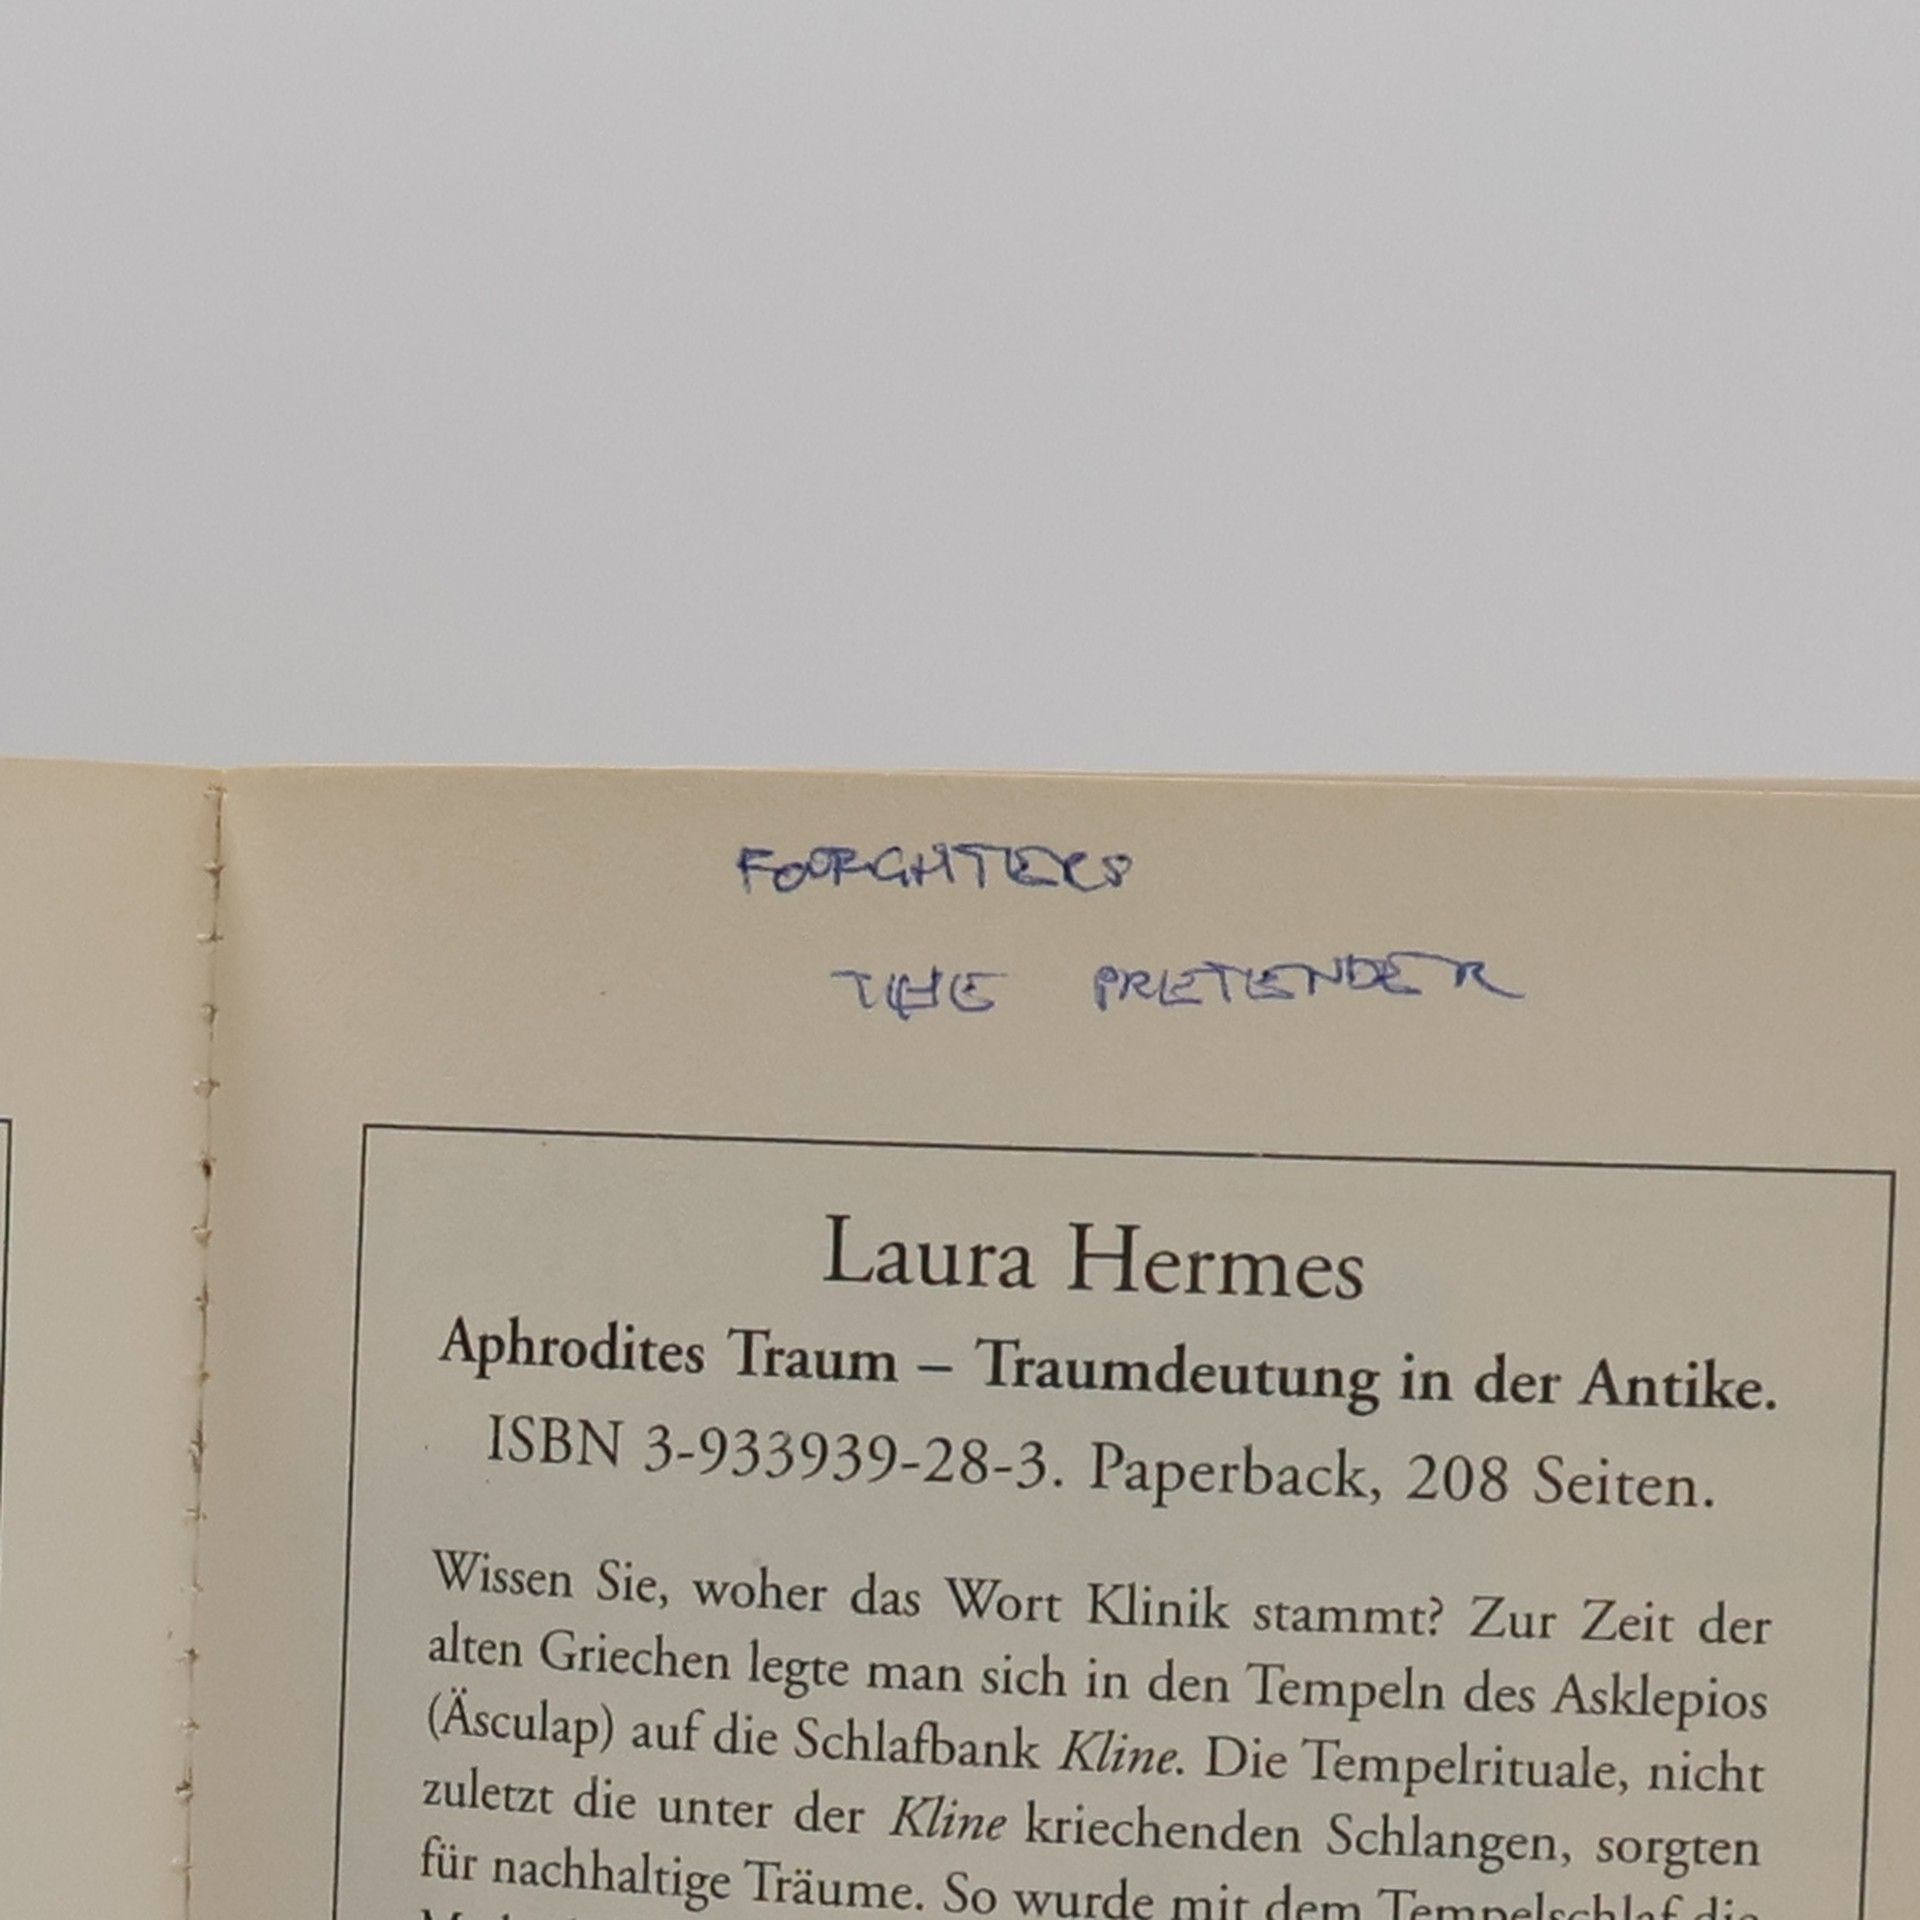 FOOFGHTERS
THE PRETENDER
Laura Hermes
Aphrodites Traum – Traumdeutung in der Antike.
ISBN 3-933939-28-3. Paperback, 208 Seiten.
Wissen Sie, woher das Wort Klinik stammt? Zur Zeit der
alten Griechen legte man sich in den Tempeln des Asklepios
(Äsculap) auf die Schlafbank Kline. Die Tempelrituale, nicht
zuletzt die unter der Kline kriechenden Schlangen, sorgten
für nachhaltige Träume. So wurde mit dem Tempelschlaf die